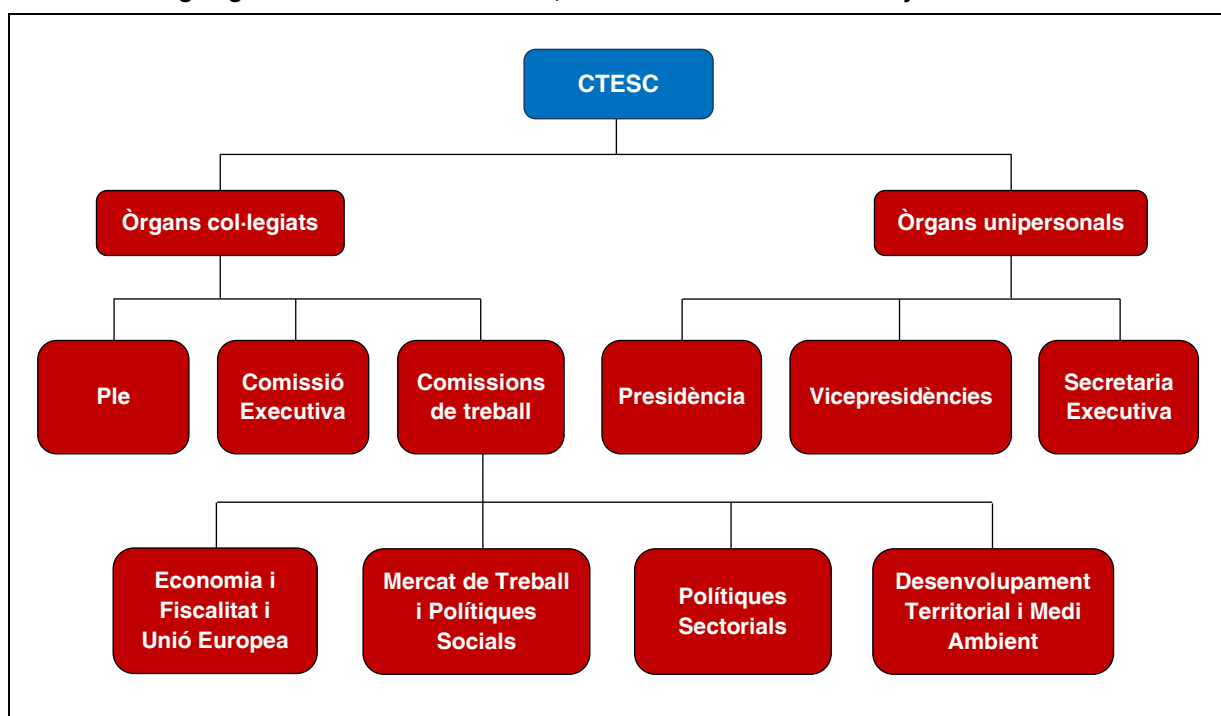 CTESC
Òrgans col·legiats
Òrgans unipersonals
Ple
Comissió
Executiva
Comissions
de treball
Presidència
Vicepresidències
Secretaria
Executiva
Economia i
Fiscalitat i
Unió Europea
Mercat de Treball
i Polítiques
Socials
Polítiques
Sectorials
Desenvolupament
Territorial i Medi
Ambient